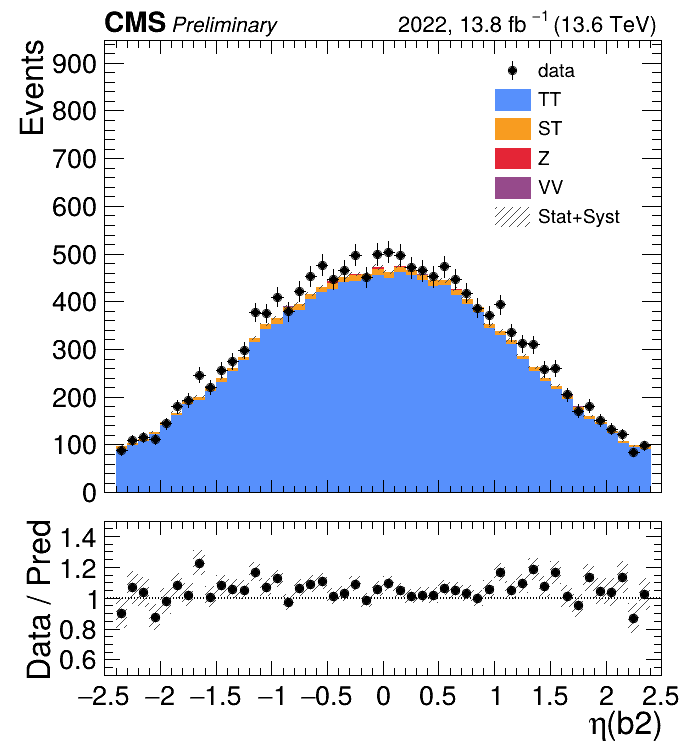 CMS Preliminary 2022, 13.8 fb⁻¹ (13.6 TeV)
Events
900
800
700
600
500
400
300
200
100
0
data
TT
ST
Z
VV
Stat+Syst
Data / Pred
1.4
1.2
1
0.8
0.6
−2.5 −2 −1.5 −1 −0.5 0 0.5 1 1.5 2 2.5
η(b2)